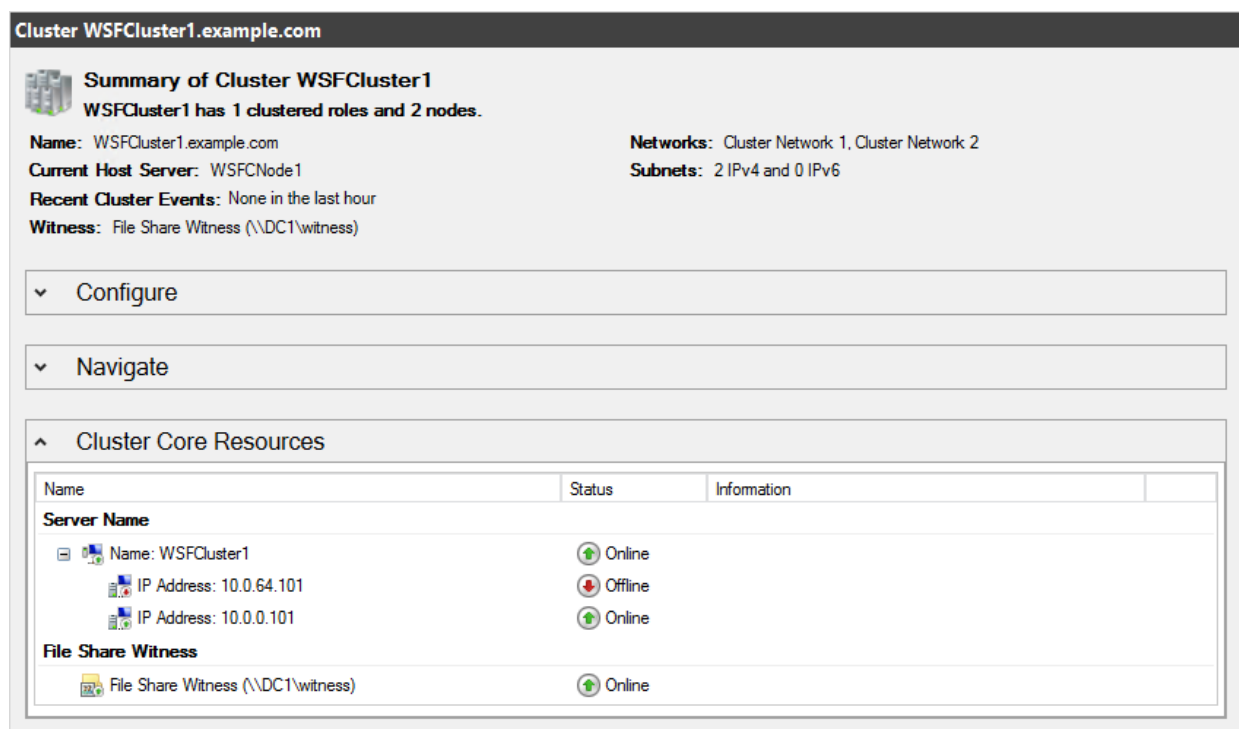 Cluster WSFCluster1.example.com
Summary of Cluster WSFCluster1
WSFCluster1 has 1 clustered roles and 2 nodes.
Name: WSFCluster1.example.com
Networks: Cluster Network 1, Cluster Network 2
Current Host Server: WSFCNode1
Subnets: 2 IPv4 and 0 IPv6
Recent Cluster Events: None in the last hour
Witness: File Share Witness (\\DC1\witness)
Configure
Navigate
Cluster Core Resources
Name Status Information
Server Name
Name: WSFCluster1 Online
IP Address: 10.0.64.101 Offline
IP Address: 10.0.0.101 Online
File Share Witness
File Share Witness (\\DC1\witness) Online